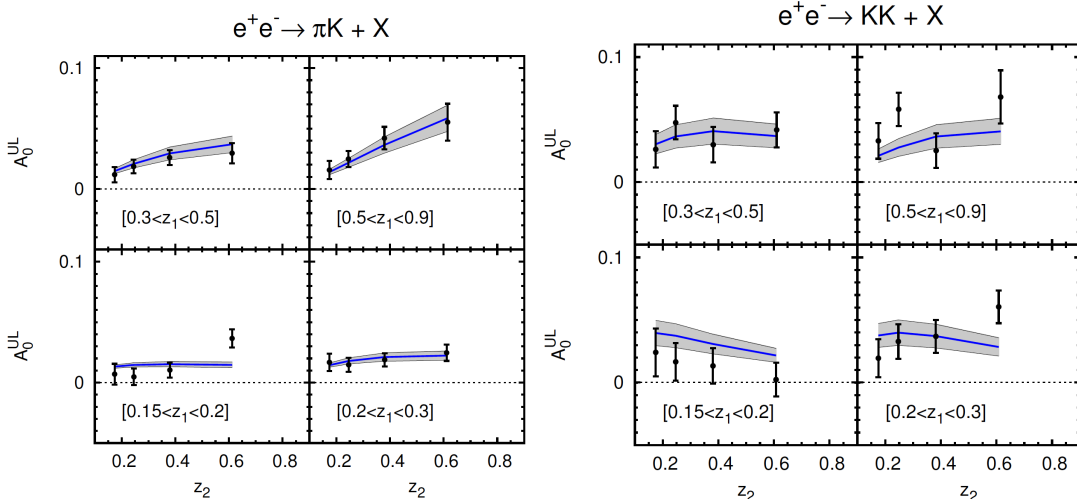 e⁺e⁻→ πK + X
0.1
A₀ᵁᴸ
0
[0.3<z₁<0.5]
[0.5<z₁<0.9]
0.1
A₀ᵁᴸ
0
[0.15<z₁<0.2]
[0.2<z₁<0.3]
0.2 0.4 0.6 0.8 0.2 0.4 0.6 0.8
z₂ z₂
e⁺e⁻→ KK + X
0.1
A₀ᵁᴸ
0
[0.3<z₁<0.5]
[0.5<z₁<0.9]
0.1
A₀ᵁᴸ
0
[0.15<z₁<0.2]
[0.2<z₁<0.3]
0.2 0.4 0.6 0.8 0.2 0.4 0.6 0.8
z₂ z₂